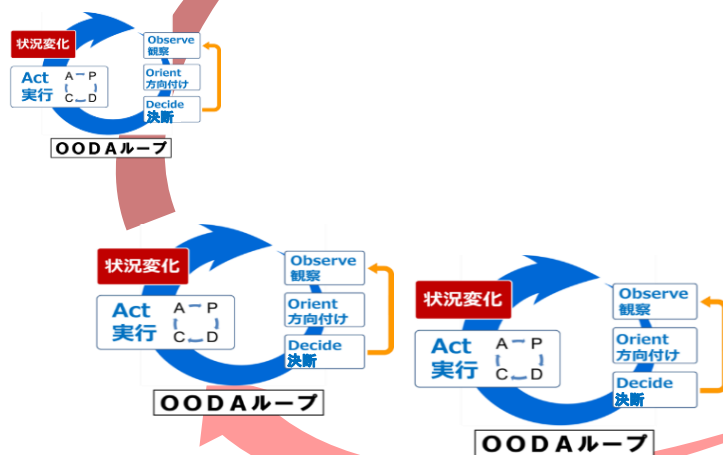 状況変化
Observe
観察
Act
実行
A P
C D
Orient
方向付け
Decide
決断
OODAループ
状況変化
Observe
観察
Act
実行
A P
C D
Orient
方向付け
Decide
決断
OODAループ
状況変化
Observe
観察
Act
実行
A P
C D
Orient
方向付け
Decide
決断
OODAループ